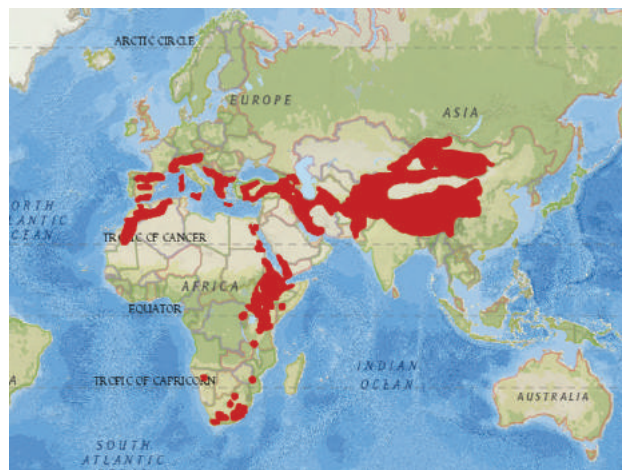 ARCTIC CIRCLE
EUROPE
ASIA
NORTH
ATLANTIC
OCEAN
TROPIC OF CANCER
AFRICA
EQUATOR
INDIAN
OCEAN
TROPIC OF CAPRICORN
AUSTRALIA
SOUTH
ATLANTIC